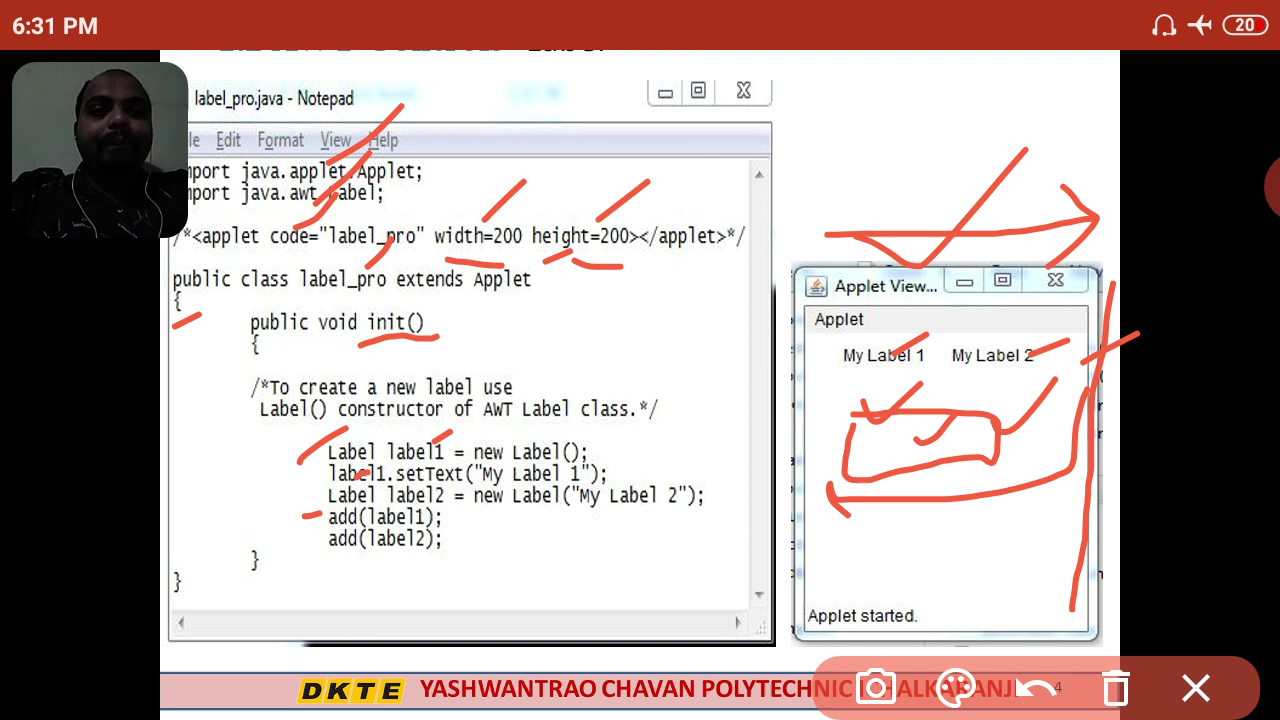 6:31 PM
20
label_pro.java - Notepad
le Edit Format View Help
mport java.applet.Applet;
mport java.awt.Label;
/*<applet code="label_pro" width=200 height=200></applet>*/
public class label_pro extends Applet
{
public void init()
{
/*To create a new label use
Label() constructor of AWT Label class.*/
Label label1 = new Label();
label1.setText("My Label 1");
Label label2 = new Label("My Label 2");
add(label1);
add(label2);
}
}
Applet View...
Applet
My Label 1 My Label 2
Applet started.
DKTE YASHWANTRAO CHAVAN POLYTECHNIC
4